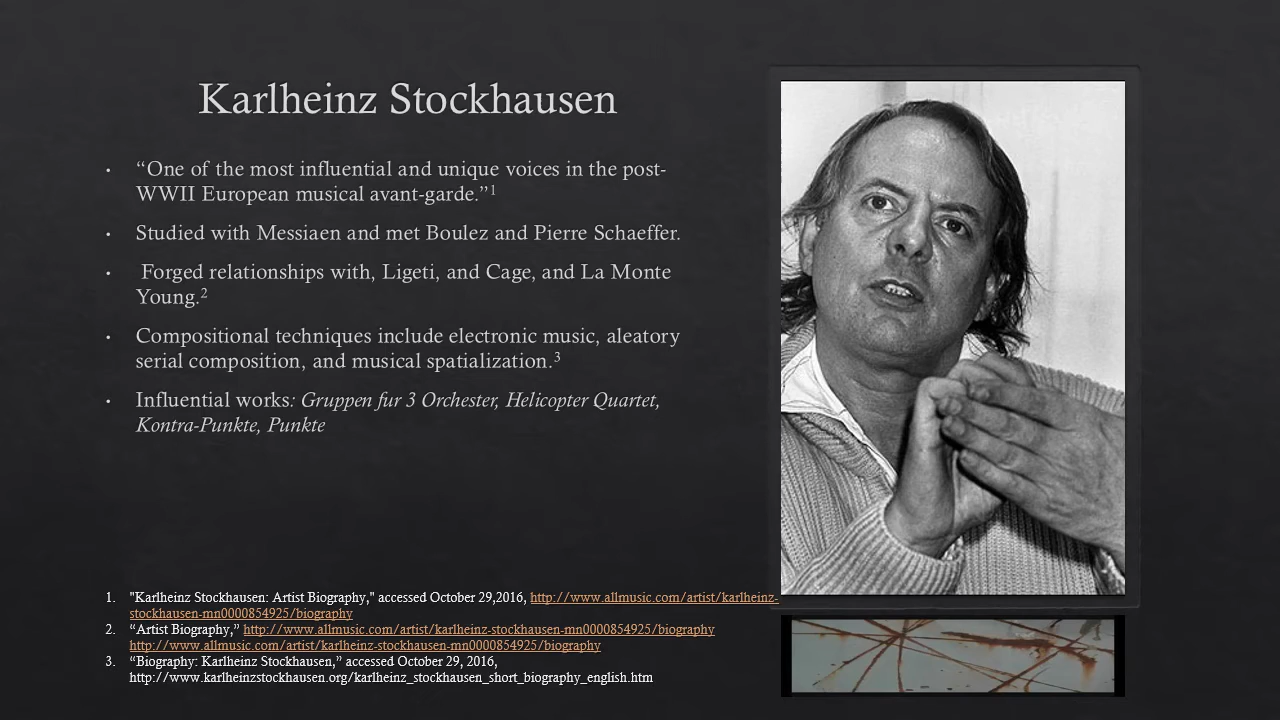 Karlheinz Stockhausen
• “One of the most influential and unique voices in the post-
WWII European musical avant-garde.”1
• Studied with Messiaen and met Boulez and Pierre Schaeffer.
• Forged relationships with, Ligeti, and Cage, and La Monte
Young.2
• Compositional techniques include electronic music, aleatory
serial composition, and musical spatialization.3
• Influential works: Gruppen fur 3 Orchester, Helicopter Quartet,
Kontra-Punkte, Punkte
1. "Karlheinz Stockhausen: Artist Biography," accessed October 29,2016, http://www.allmusic.com/artist/karlheinz-
stockhausen-mn0000854925/biography
2. “Artist Biography,” http://www.allmusic.com/artist/karlheinz-stockhausen-mn0000854925/biography
http://www.allmusic.com/artist/karlheinz-stockhausen-mn0000854925/biography
3. “Biography: Karlheinz Stockhausen,” accessed October 29, 2016,
http://www.karlheinzstockhausen.org/karlheinz_stockhausen_short_biography_english.htm